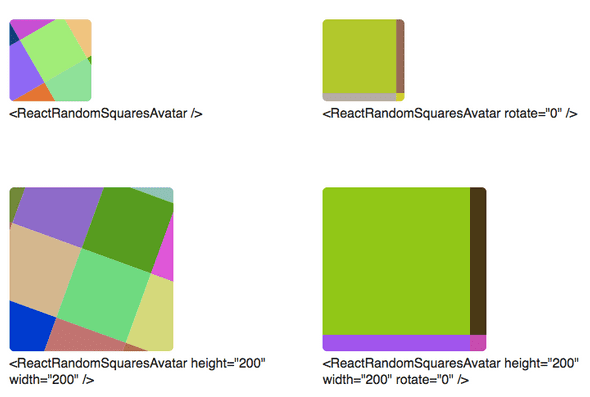 <ReactRandomSquaresAvatar />
<ReactRandomSquaresAvatar rotate="0" />
<ReactRandomSquaresAvatar height="200"
width="200" />
<ReactRandomSquaresAvatar height="200"
width="200" rotate="0" />